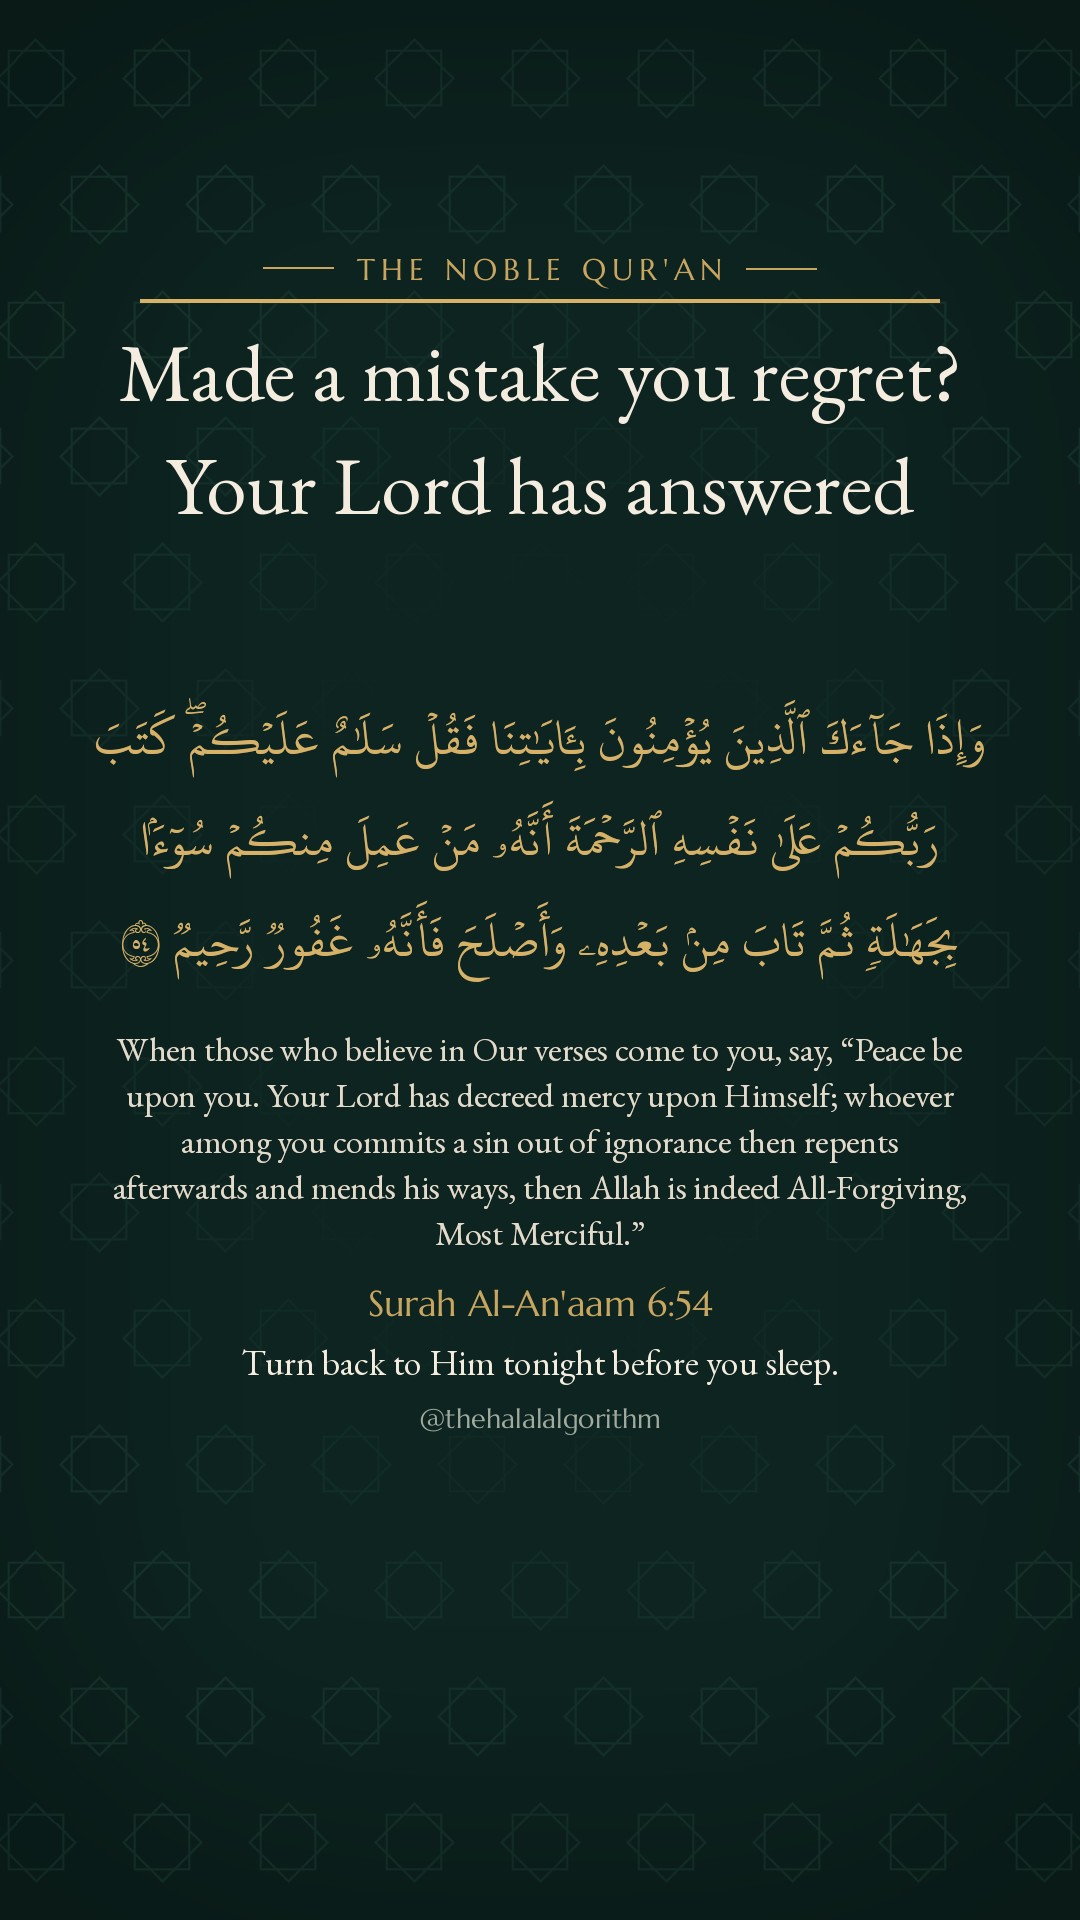 THE NOBLE QUR'AN
Made a mistake you regret?
Your Lord has answered
وَإِذَا جَآءَكَ ٱلَّذِينَ يُؤْمِنُونَ بِـَٔايَـٰتِنَا فَقُلْ سَلَـٰمٌ عَلَيْكُمْ ۖ كَتَبَ
رَبُّكُمْ عَلَىٰ نَفْسِهِ ٱلرَّحْمَةَ أَنَّهُۥ مَنْ عَمِلَ مِنكُمْ سُوٓءًۢا
بِجَهَـٰلَةٍ ثُمَّ تَابَ مِنۢ بَعْدِهِۦ وَأَصْلَحَ فَأَنَّهُۥ غَفُورٌ رَّحِيمٌ ٥٤
When those who believe in Our verses come to you, say, “Peace be
upon you. Your Lord has decreed mercy upon Himself; whoever
among you commits a sin out of ignorance then repents
afterwards and mends his ways, then Allah is indeed All-Forgiving,
Most Merciful.”
Surah Al-An'aam 6:54
Turn back to Him tonight before you sleep.
@thehalalalgorithm